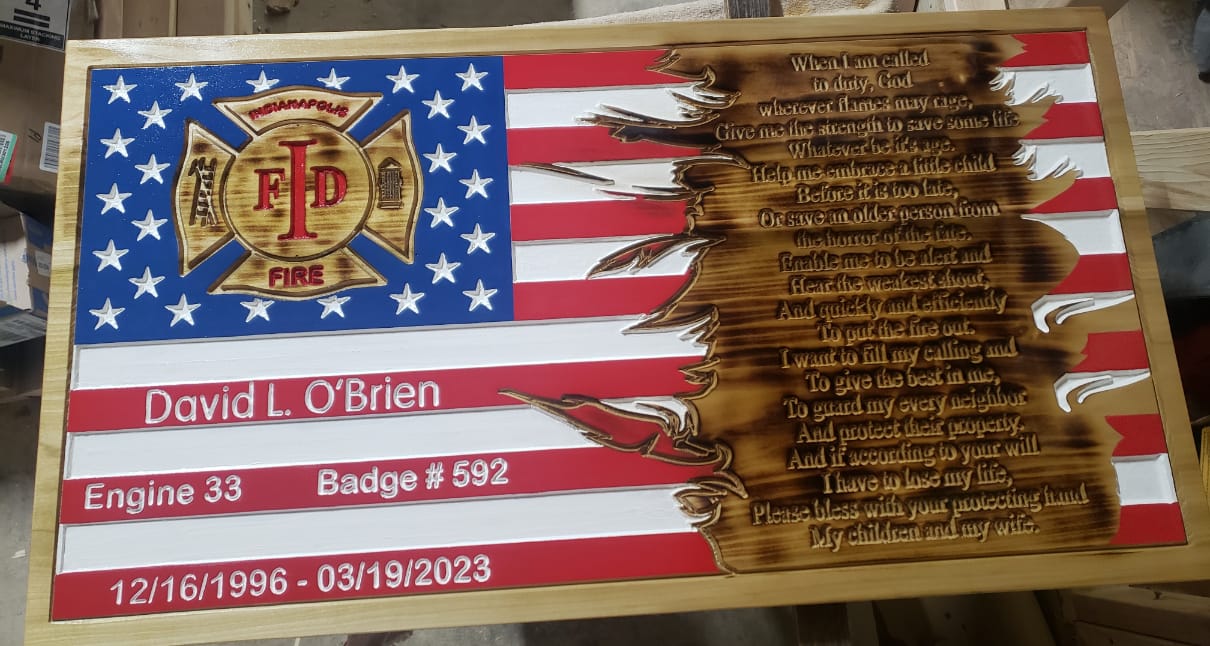 4
MAXIMUM STACKING
LAYER
INDIANAPOLIS
F I D
FIRE
David L. O'Brien
Engine 33 Badge # 592
12/16/1996 - 03/19/2023
When I am called
to duty, God
wherever flames may rage,
Give me the strength to save some life
Whatever be it's age.
Help me embrace a little child
Before it is too late,
Or save an older person from
the horror of the fate.
Enable me to be alert and
Hear the weakest shout,
And quickly and efficiently
To put the fire out.
I want to fill my calling and
To give the best in me,
To guard my every neighbor
And protect their property.
And if according to your will
I have to lose my life,
Please bless with your protecting hand
My children and my wife.